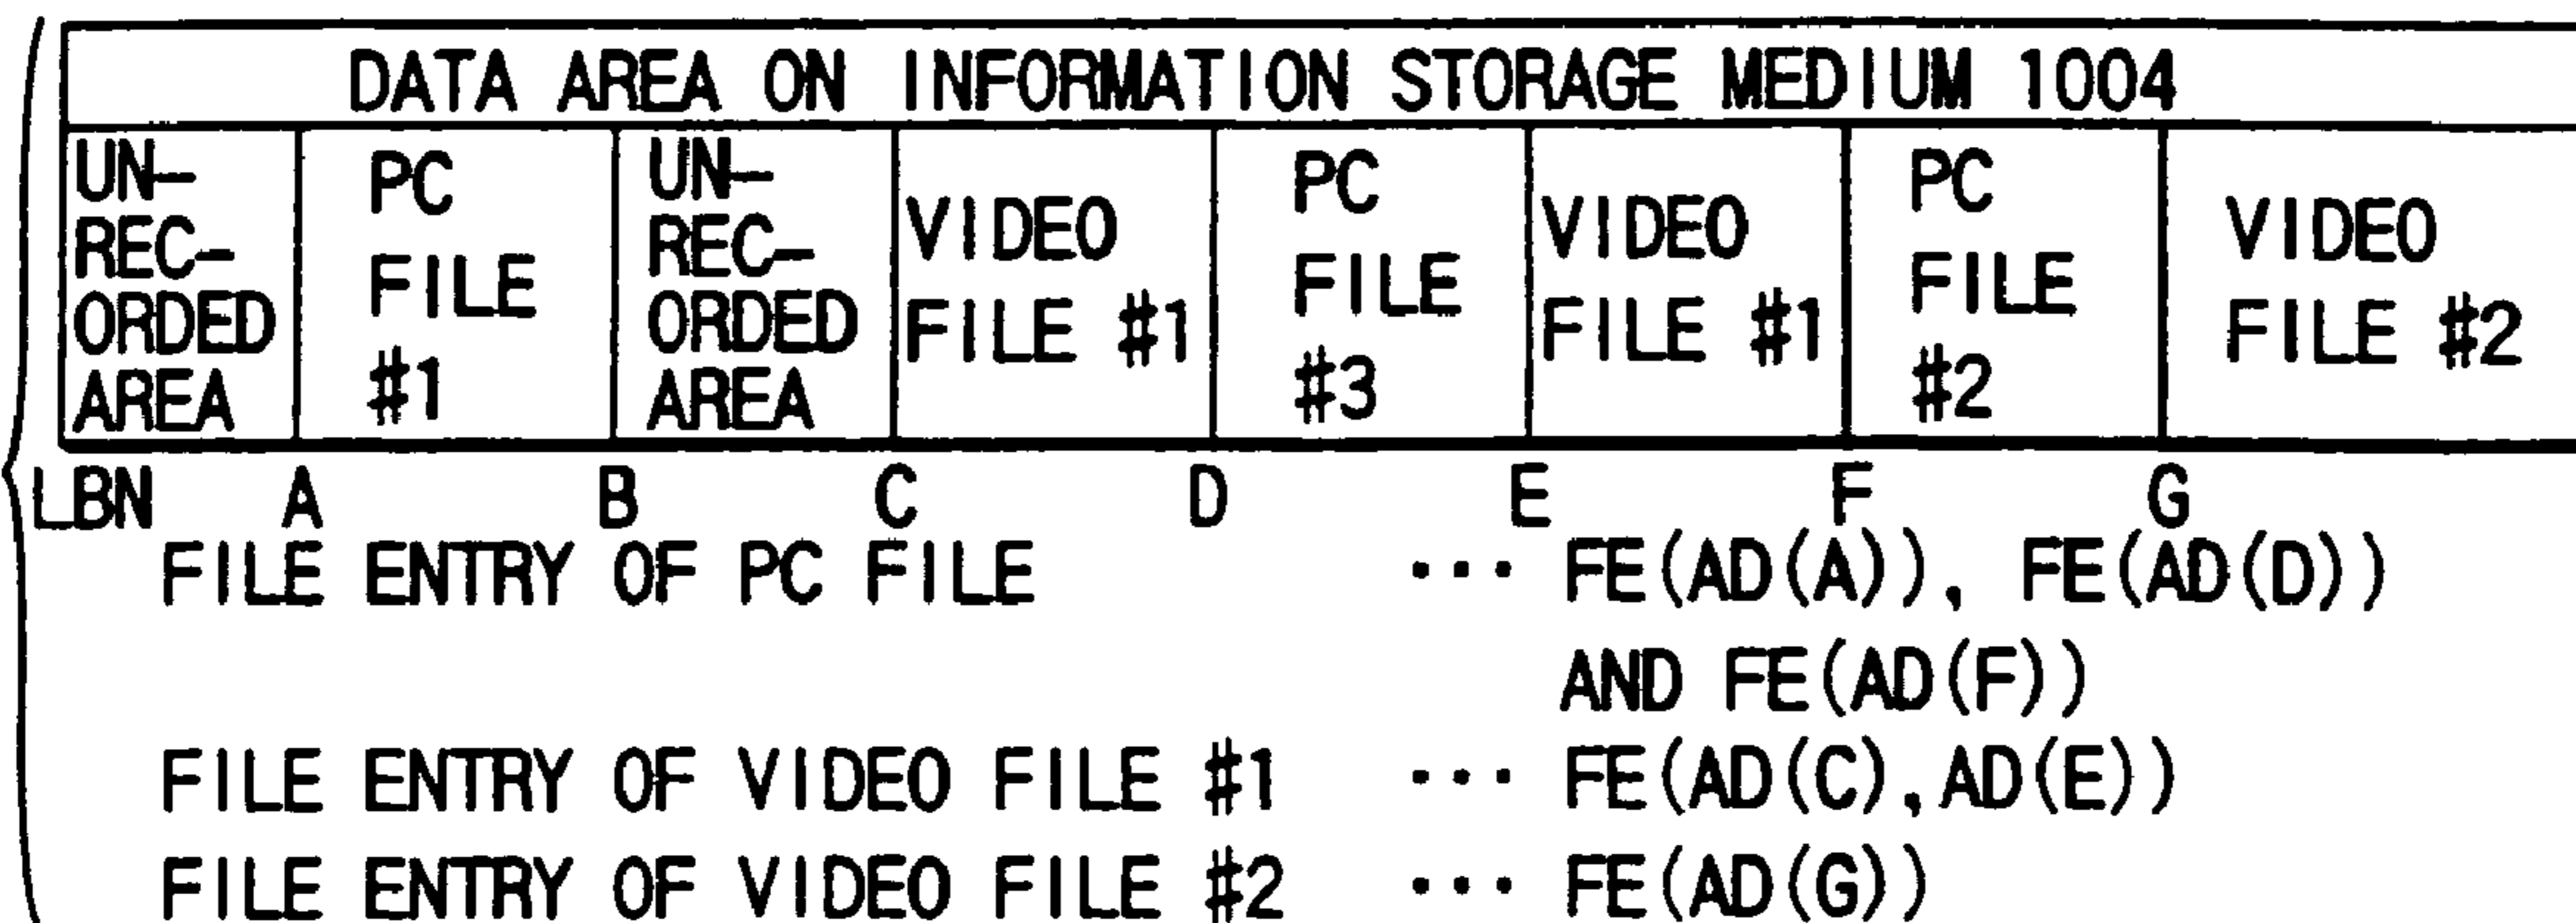 DATA AREA ON INFORMATION STORAGE MEDIUM 1004
UN-
REC-
ORDED
AREA
PC
FILE
#1
UN-
REC-
ORDED
AREA
VIDEO
FILE #1
PC
FILE
#3
VIDEO
FILE #1
PC
FILE
#2
VIDEO
FILE #2
LBN A B C D E F G
FILE ENTRY OF PC FILE ··· FE(AD(A)), FE(AD(D))
AND FE(AD(F))
FILE ENTRY OF VIDEO FILE #1 ··· FE(AD(C),AD(E))
FILE ENTRY OF VIDEO FILE #2 ··· FE(AD(G))